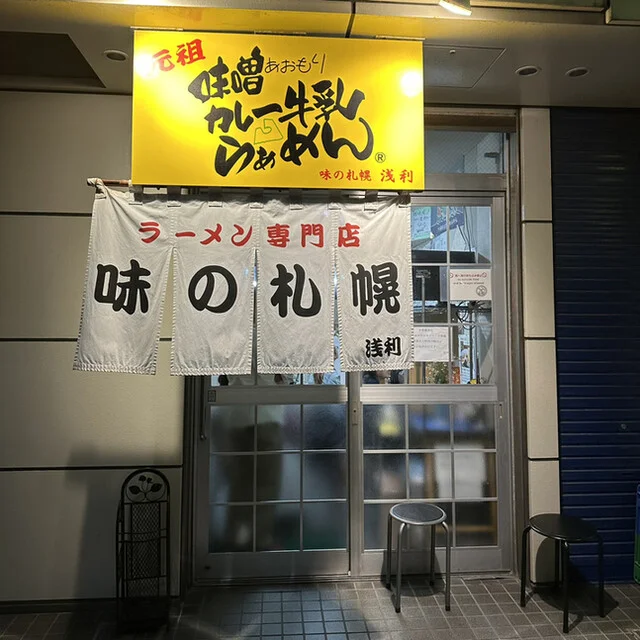 元祖
味噌あおもり
カレー牛乳
らぁめん®
味の札幌 浅利
ラーメン専門店
味の札幌
浅利